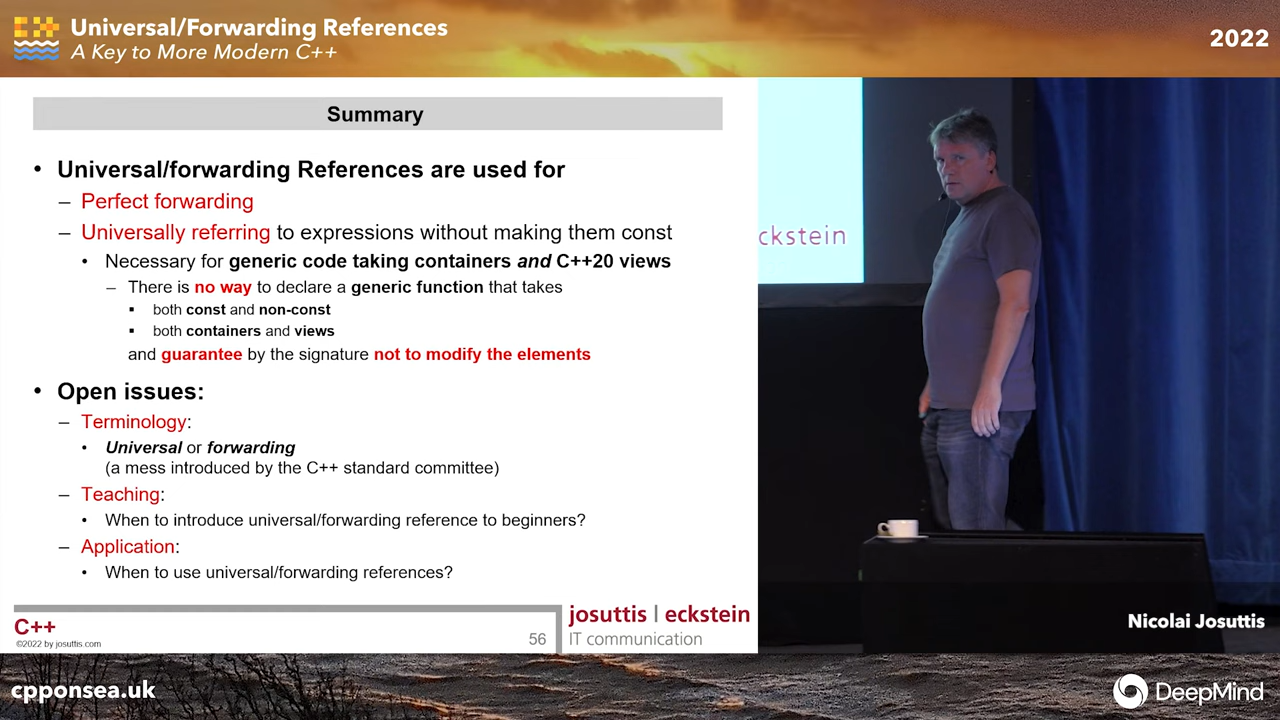 Universal/Forwarding References
A Key to More Modern C++
2022
Summary
• Universal/forwarding References are used for
– Perfect forwarding
– Universally referring to expressions without making them const
• Necessary for generic code taking containers and C++20 views
– There is no way to declare a generic function that takes
▪ both const and non-const
▪ both containers and views
and guarantee by the signature not to modify the elements
• Open issues:
– Terminology:
• Universal or forwarding
(a mess introduced by the C++ standard committee)
– Teaching:
• When to introduce universal/forwarding reference to beginners?
– Application:
• When to use universal/forwarding references?
C++
©2022 by josuttis.com
56
josuttis | eckstein
IT communication
ckstein
Nicolai Josuttis
cpponsea.uk
DeepMind